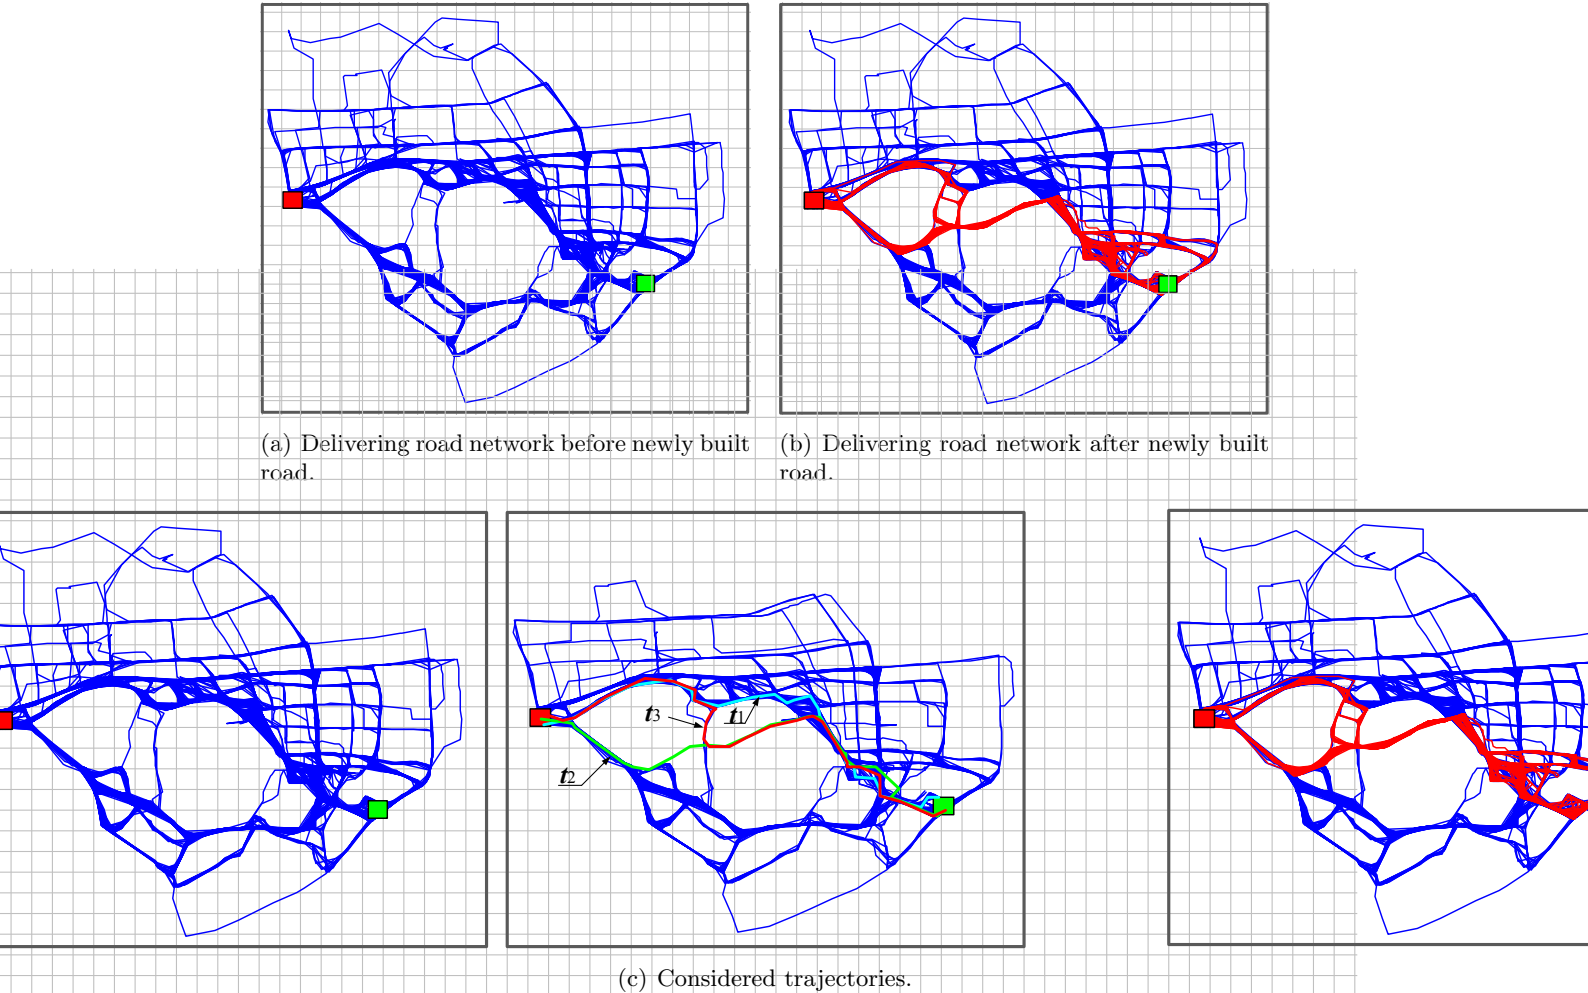 (a) Delivering road network before newly built
road.
(b) Delivering road network after newly built
road.
t3
t1
t2
(c) Considered trajectories.